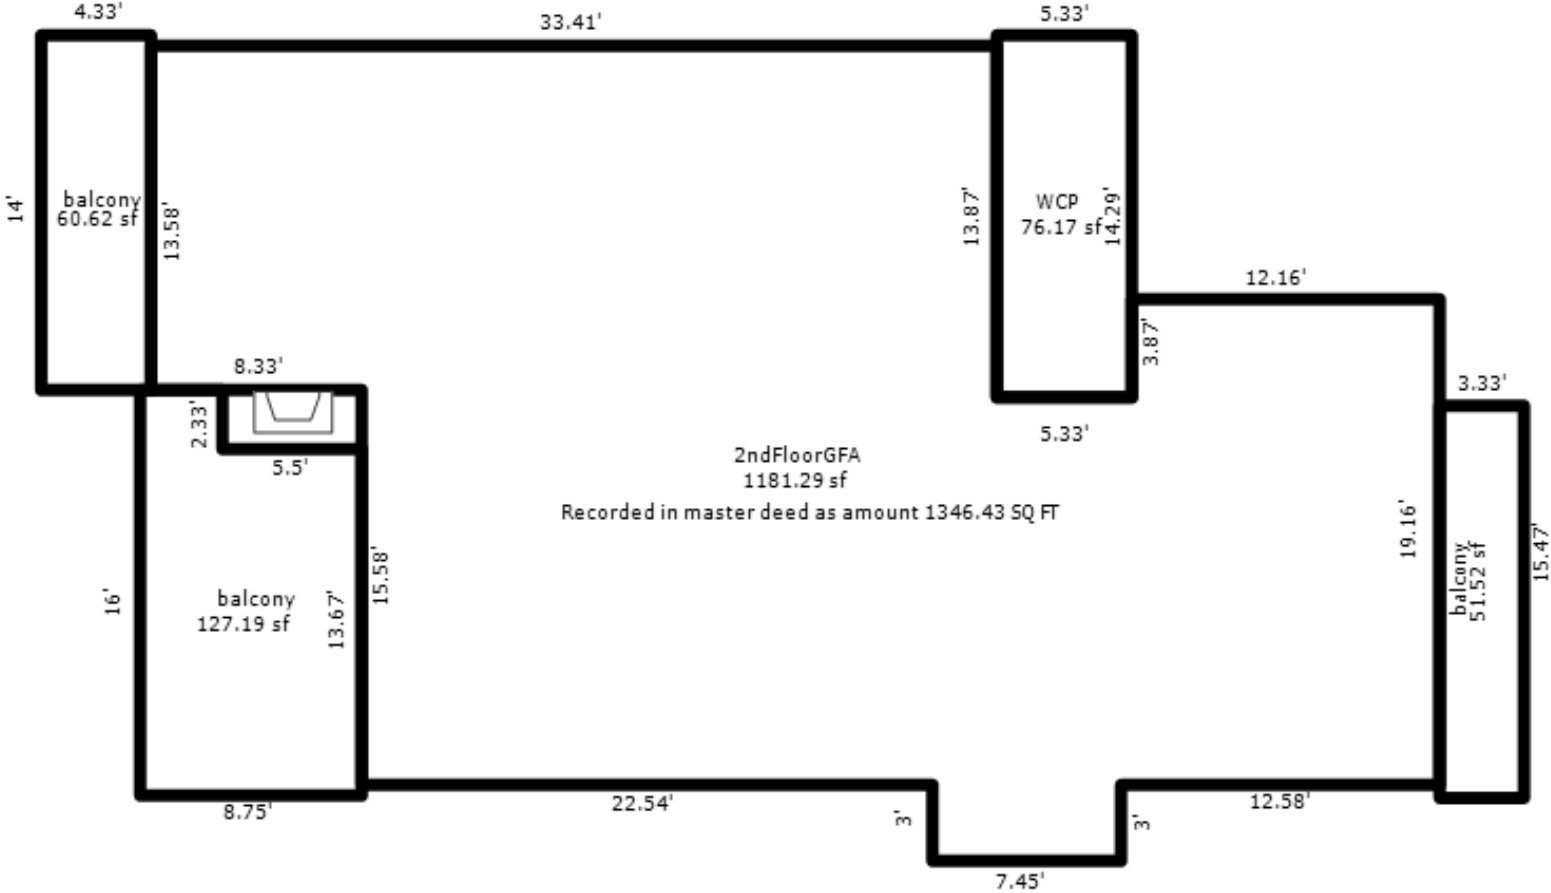 4.33'
33.41'
5.33'
14'
balcony
60.62 sf
13.58'
13.87'
WCP
76.17 sf
14.29'
12.16'
3.87'
8.33'
2.33'
5.5'
5.33'
3.33'
2ndFloorGFA
1181.29 sf
Recorded in master deed as amount 1346.43 SQ FT
19.16'
balcony
51.52 sf
15.47'
16'
balcony
127.19 sf
13.67'
15.58'
8.75'
22.54'
3'
7.45'
3'
12.58'